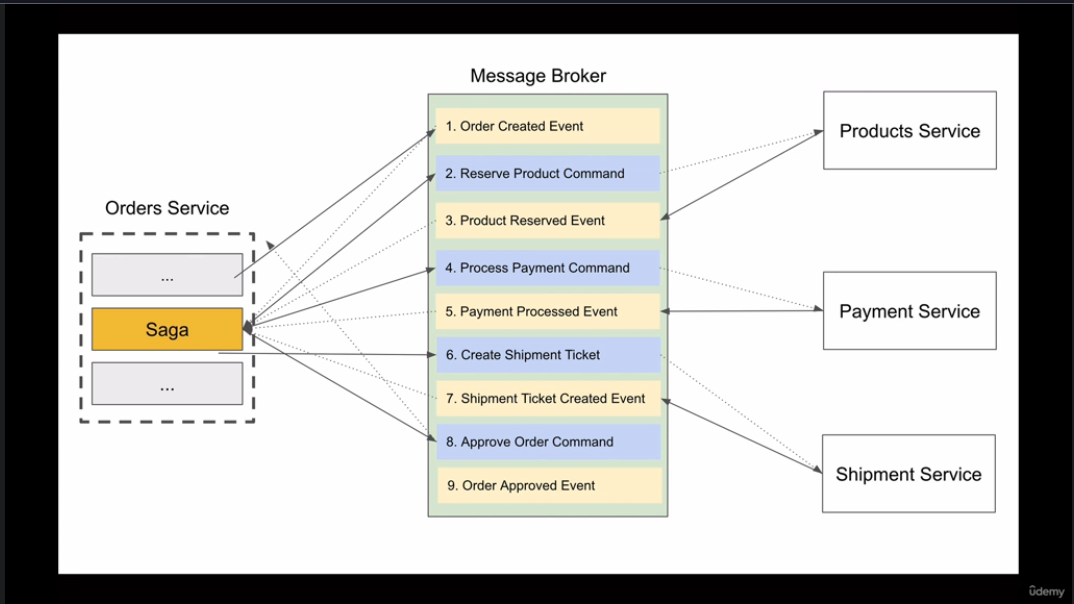 Message Broker
1. Order Created Event
2. Reserve Product Command
3. Product Reserved Event
4. Process Payment Command
5. Payment Processed Event
6. Create Shipment Ticket
7. Shipment Ticket Created Event
8. Approve Order Command
9. Order Approved Event
Orders Service
...
Saga
...
Products Service
Payment Service
Shipment Service
ûdemy